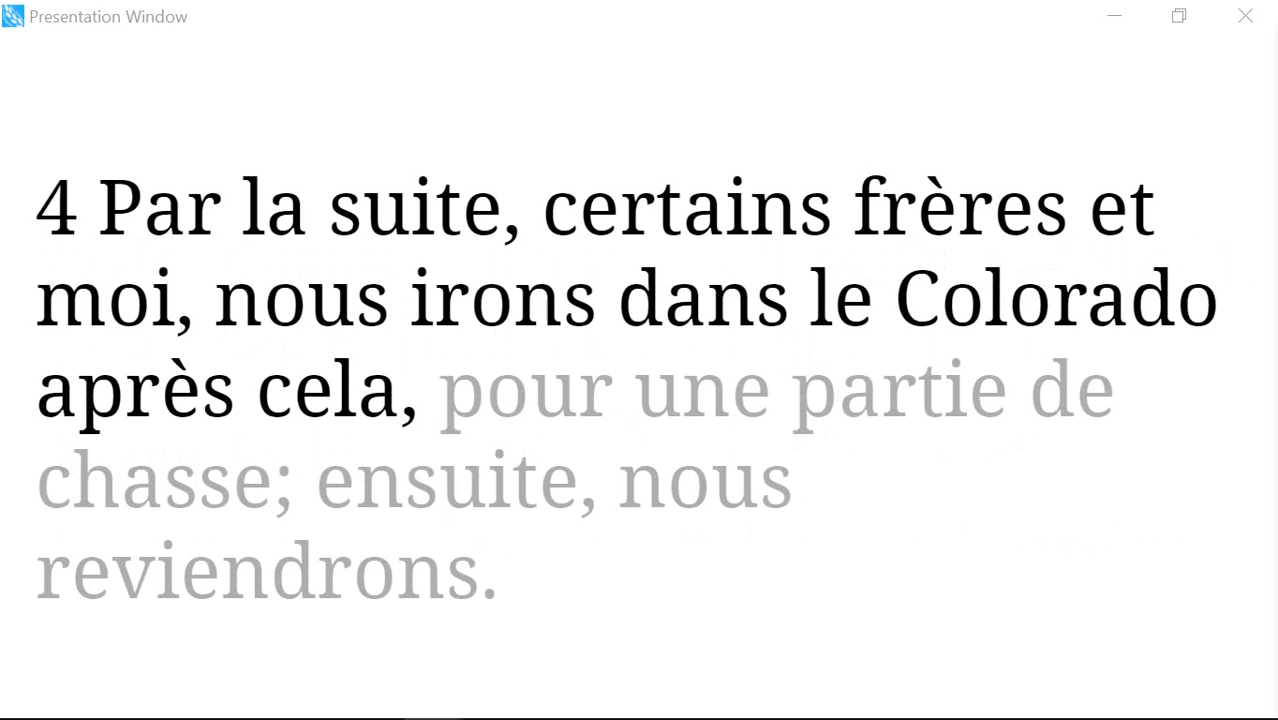 Presentation Window
4 Par la suite, certains frères et
moi, nous irons dans le Colorado
après cela, pour une partie de
chasse; ensuite, nous
reviendrons.